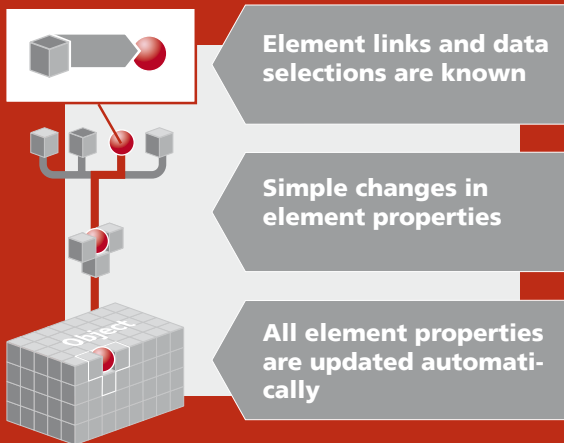 Element links and data
selections are known
Simple changes in
element properties
Object
All element properties
are updated automati-
cally